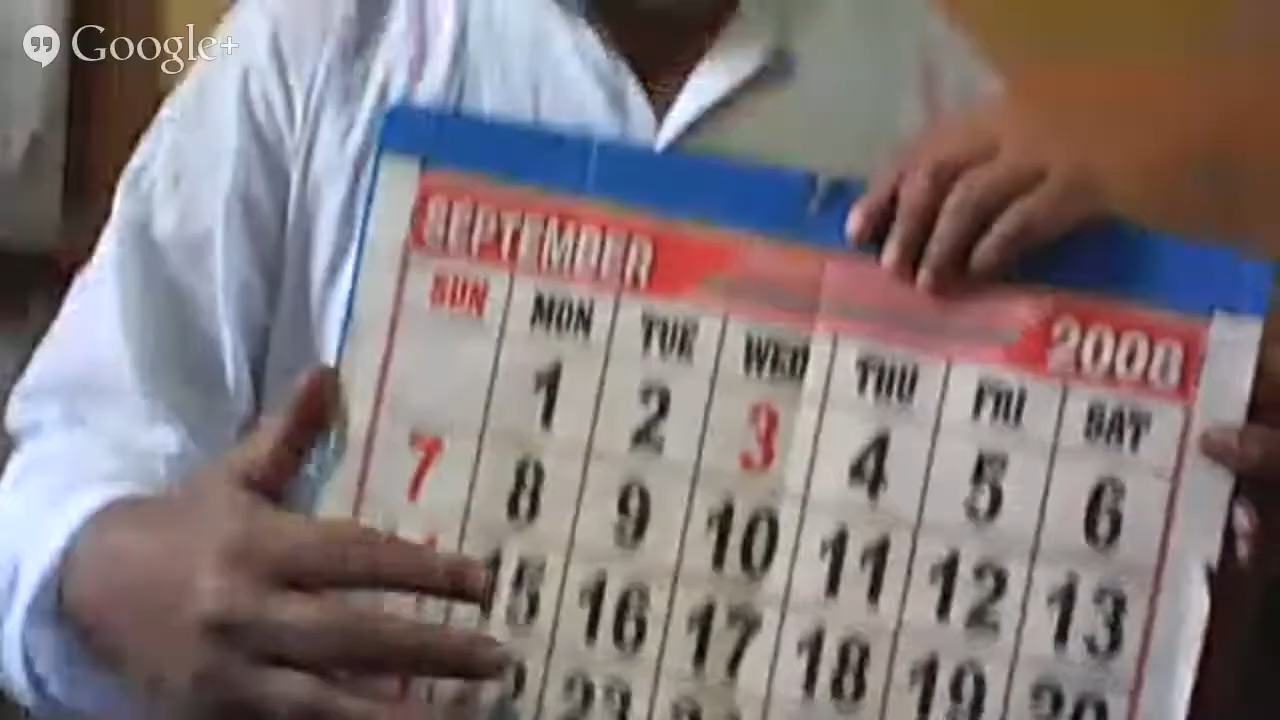 Google+
SEPTEMBER 2008
SUN MON TUE WED THU FRI SAT
1 2 3 4 5 6
7 8 9 10 11 12 13
15 16 17 18 19 20